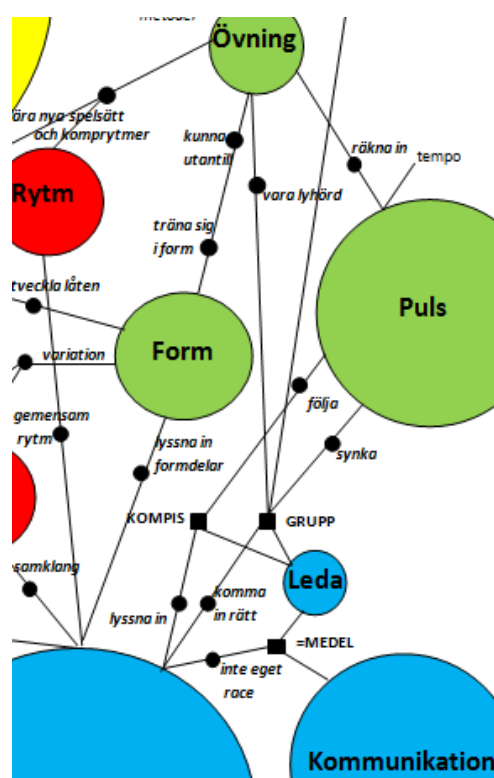 metoder
Övning
ära nya spelsätt
och komprytmer
kunna
utantill
räkna in
tempo
Rytm
vara lyhörd
träna sig
i form
tveckla låten
Puls
Form
variation
följa
gemensam
rytm
lyssna in
formdelar
synka
KOMPIS
GRUPP
samklang
Leda
komma
in rätt
lyssna in
=MEDEL
inte eget
race
Kommunikation